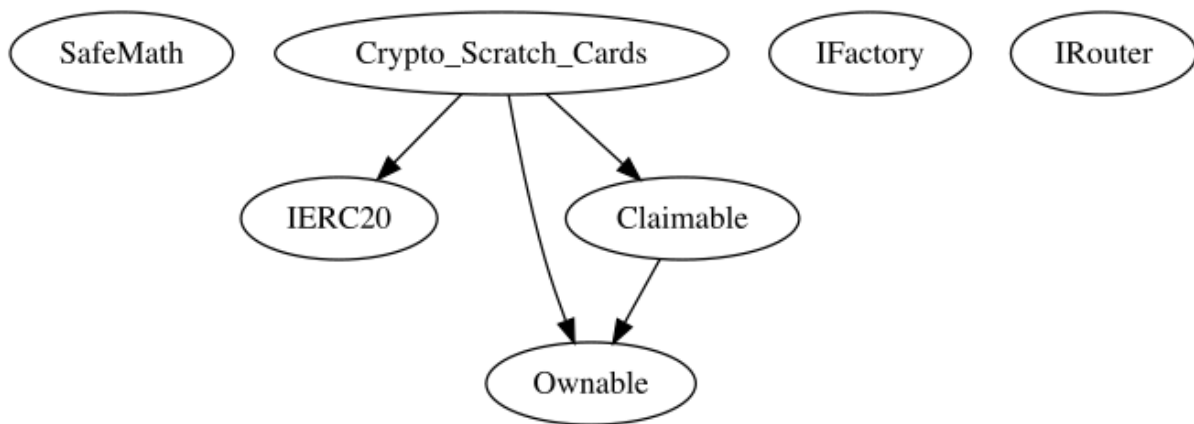 SafeMath
Crypto_Scratch_Cards
IFactory
IRouter
IERC20
Claimable
Ownable